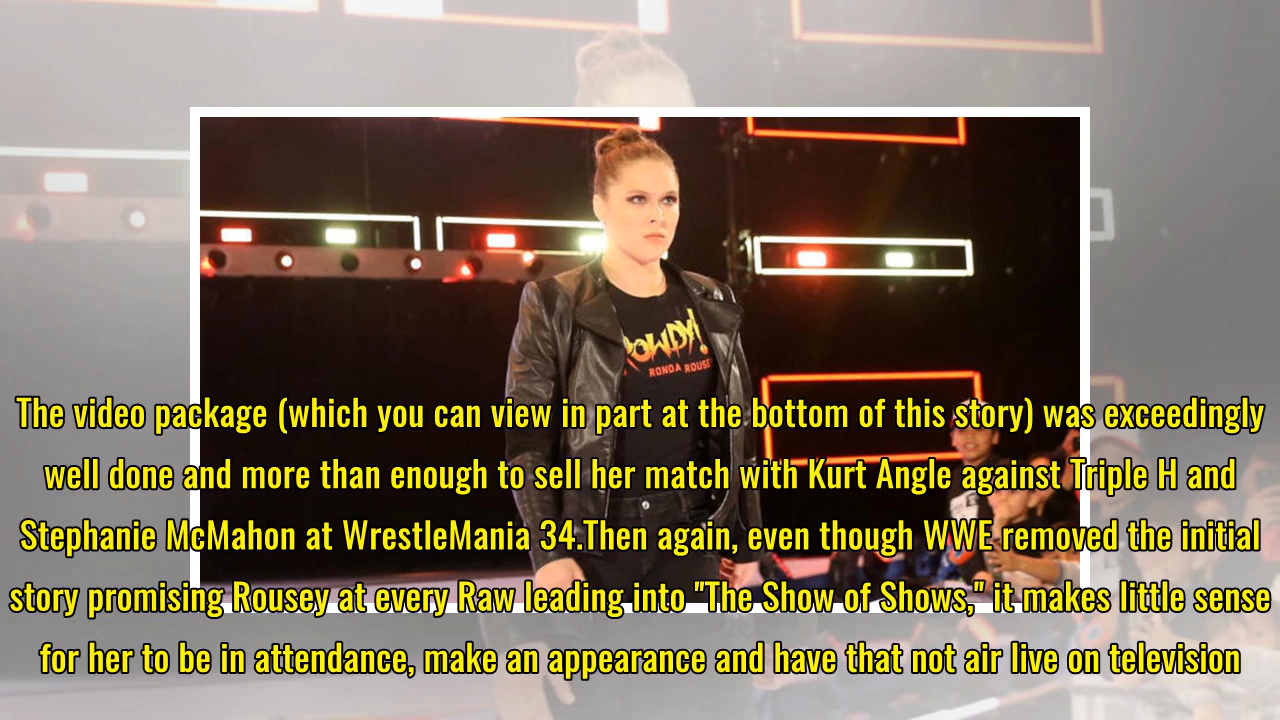 ROWDY!
RONDA ROUSEY
The video package (which you can view in part at the bottom of this story) was exceedingly
well done and more than enough to sell her match with Kurt Angle against Triple H and
Stephanie McMahon at WrestleMania 34.Then again, even though WWE removed the initial
story promising Rousey at every Raw leading into "The Show of Shows," it makes little sense
for her to be in attendance, make an appearance and have that not air live on television